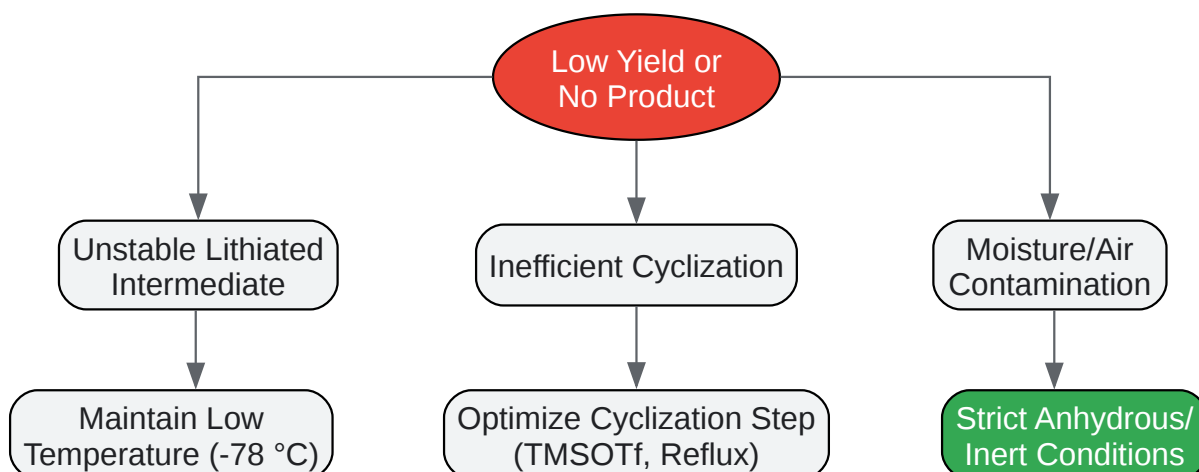 Low Yield or
No Product
Unstable Lithiated
Intermediate
Inefficient Cyclization
Moisture/Air
Contamination
Maintain Low
Temperature (-78 °C)
Optimize Cyclization Step
(TMSOTf, Reflux)
Strict Anhydrous/
Inert Conditions